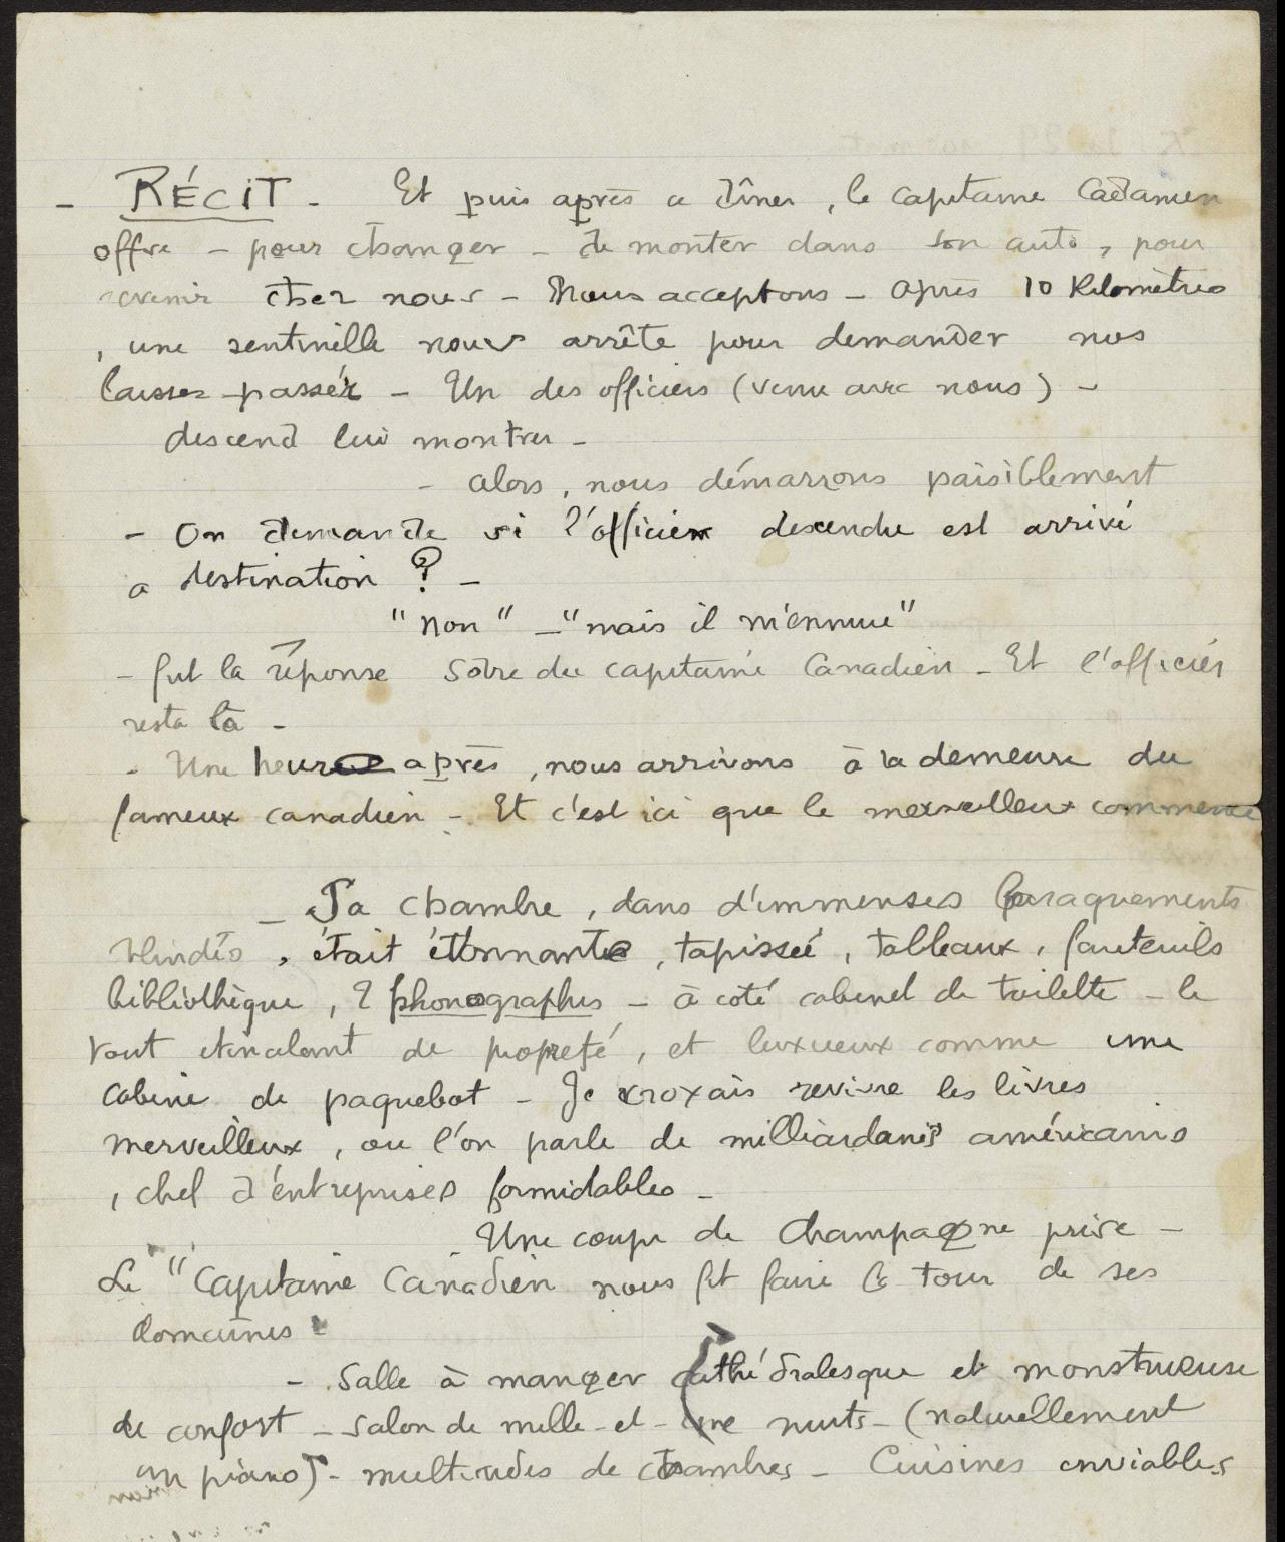 - RÉCIT - Et puis après ce dîner, le capitaine Canadien
offre - pour changer - de monter dans son auto, pour
revenir chez nous - Nous acceptons - après 10 Kilomètres
, une sentinelle nous arrête pour demander nos
laissez-passér - Un des officiers (venu avec nous) -
descend lui montrer -
- alors, nous démarrons paisiblement
- On demande si l'officier descendu est arrivé
a destination ? -
"non" - "mais il m'ennuie"
- fut la réponse sobre du capitaine Canadien - Et l'officier
resta là -
. Une heure après, nous arrivons à la demeure du
fameux canadien - Et c'est ici que le merveilleux commence
- Sa chambre, dans d'immenses baraquements
blindés, était étonnante, tapissée, tableaux, fauteuils
bibliothèque, 2 phonographes - à coté cabinet de toilette - le
tout étincelant de propreté, et luxueux comme une
cabine de paquebot - Je croyais revivre les livres
merveilleux, ou l'on parle de milliardaires américains
, chef d'entreprises formidables -
- Une coupe de Champagne prise -
Le "Capitaine Canadien nous fit faire le tour de ses
domaines -
- Salle à manger cathédralesque et monstrueuse
de confort - Salon de mille-et-une nuits - (naturellement
un piano) - multitudes de chambres - Cuisines enviables